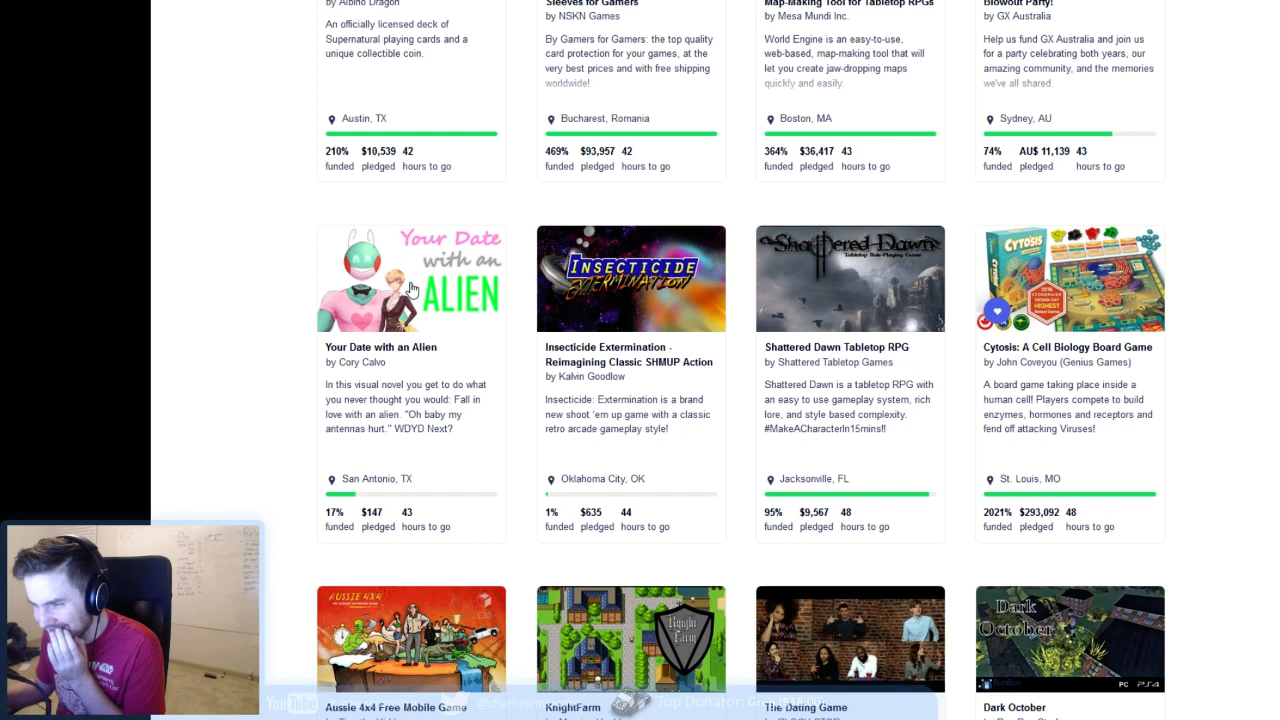 by Albino Dragon
An officially licensed deck of
Supernatural playing cards and a
unique collectible coin.
Austin, TX
210% $10,539 42
funded pledged hours to go
Sleeves for Gamers
by NSKN Games
By Gamers for Gamers: the top quality
card protection for your games, at the
very best prices and with free shipping
worldwide!
Bucharest, Romania
469% $93,957 42
funded pledged hours to go
Map-Making Tool for Tabletop RPGs
by Mesa Mundi Inc.
World Engine is an easy-to-use,
web-based, map-making tool that will
let you create jaw-dropping maps
quickly and easily.
Boston, MA
364% $36,417 43
funded pledged hours to go
Blowout Party!
by GX Australia
Help us fund GX Australia and join us
for a party celebrating both years, our
amazing community, and the memories
we've all shared.
Sydney, AU
74% AU$ 11,139 43
funded pledged hours to go
Your Date
with an
ALIEN
Your Date with an Alien
by Cory Calvo
In this visual novel you get to do what
you never thought you would: Fall in
love with an alien. "Oh baby my
antennas hurt." WDYD Next?
San Antonio, TX
17% $147 43
funded pledged hours to go
INSECTICIDE
EXTERMINATION
Insecticide Extermination -
Reimagining Classic SHMUP Action
by Kalvin Goodlow
Insecticide: Extermination is a brand
new shoot 'em up game with a classic
retro arcade gameplay style!
Oklahoma City, OK
1% $635 44
funded pledged hours to go
Shattered Dawn
Tabletop Role-Playing Game
Shattered Dawn Tabletop RPG
by Shattered Tabletop Games
Shattered Dawn is a tabletop RPG with
an easy to use gameplay system, rich
lore, and style based complexity.
#MakeACharacterIn15mins!!
Jacksonville, FL
95% $9,567 48
funded pledged hours to go
CYTOSIS
CYTOSIS
HIGHEST
Cytosis: A Cell Biology Board Game
by John Coveyou (Genius Games)
A board game taking place inside a
human cell! Players compete to build
enzymes, hormones and receptors and
fend off attacking Viruses!
St. Louis, MO
2021% $293,092 48
funded pledged hours to go
AUSSIE 4X4
Aussie 4x4 Free Mobile Game
Knight
Farm
KnightFarm
The Dating Game
Dark
October
PC PS4
Dark October
YouTube
Top Donator: